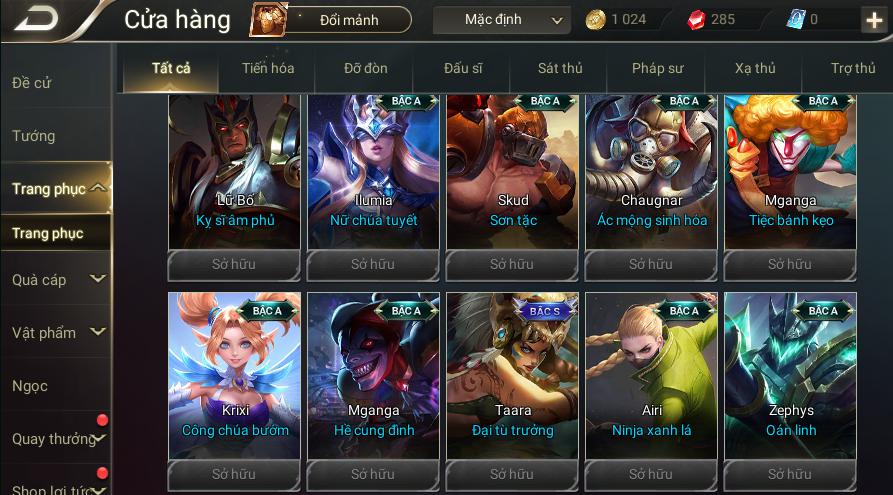 Cửa hàng
Đổi mảnh
Mặc định
1 024
285
0
Đề cử
Tướng
Trang phục
Trang phục
Quà cáp
Vật phẩm
Ngọc
Quay thưởng
Shop lợi tức
Tất cả
Tiến hóa
Đỡ đòn
Đấu sĩ
Sát thủ
Pháp sư
Xạ thủ
Trợ thủ
Lữ Bố
Kỵ sĩ âm phủ
Sở hữu
BẬC A
Ilumia
Nữ chúa tuyết
Sở hữu
BẬC A
Skud
Sơn tặc
Sở hữu
BẬC A
Chaugnar
Ác mộng sinh hóa
Sở hữu
BẬC A
Mganga
Tiệc bánh kẹo
Sở hữu
BẬC A
Krixi
Công chúa bướm
Sở hữu
BẬC A
Mganga
Hề cung đình
Sở hữu
BẬC S
Taara
Đại tù trưởng
Sở hữu
BẬC A
Airi
Ninja xanh lá
Sở hữu
BẬC A
Zephys
Oán linh
Sở hữu